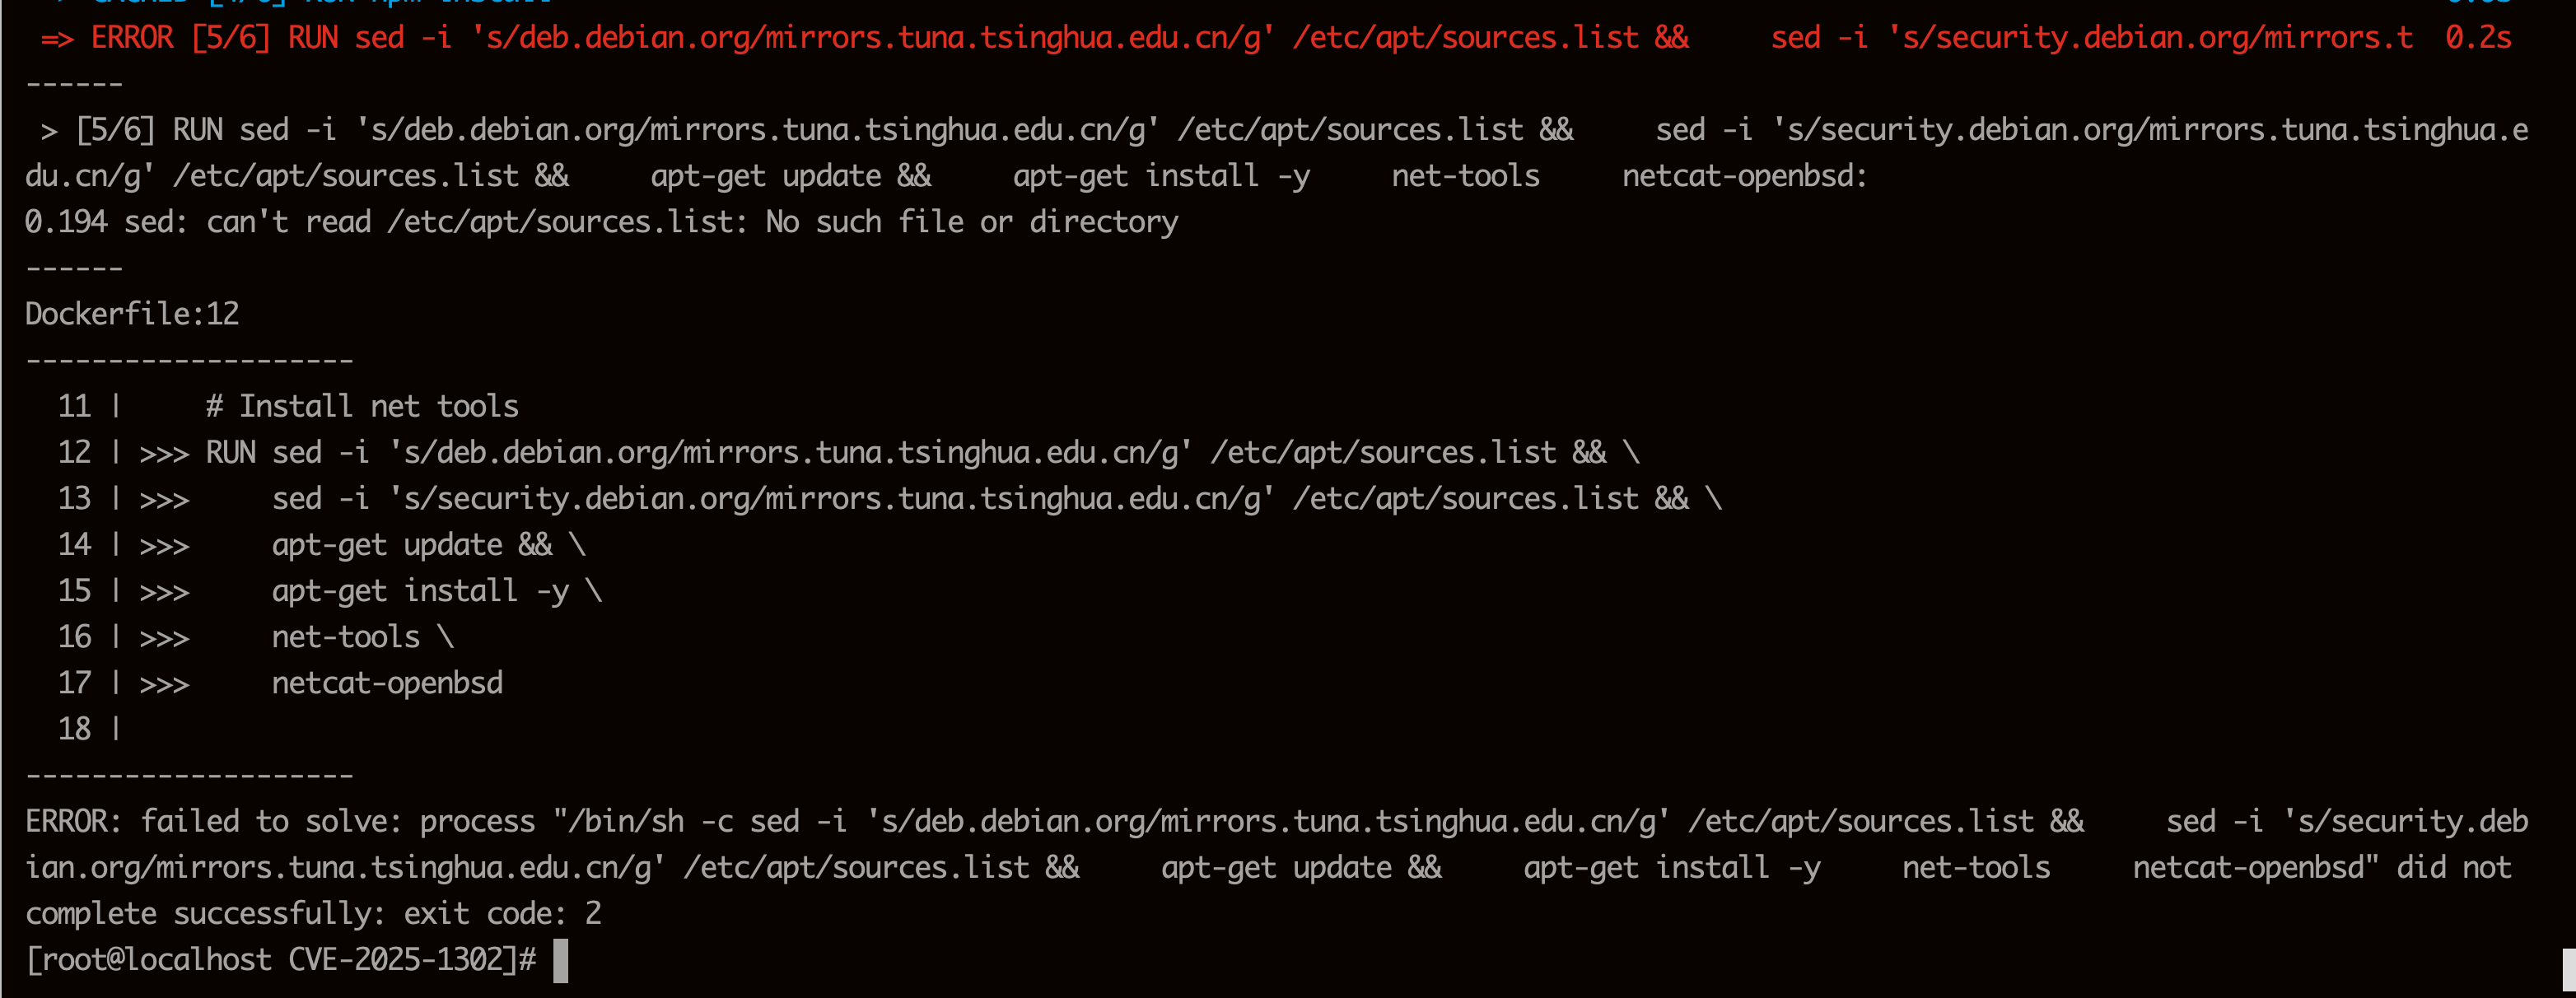 => ERROR [5/6] RUN sed -i 's/deb.debian.org/mirrors.tuna.tsinghua.edu.cn/g' /etc/apt/sources.list &&     sed -i 's/security.debian.org/mirrors.t  0.2s
------
 > [5/6] RUN sed -i 's/deb.debian.org/mirrors.tuna.tsinghua.edu.cn/g' /etc/apt/sources.list &&     sed -i 's/security.debian.org/mirrors.tuna.tsinghua.e
du.cn/g' /etc/apt/sources.list &&     apt-get update &&     apt-get install -y     net-tools     netcat-openbsd:
0.194 sed: can't read /etc/apt/sources.list: No such file or directory
------
Dockerfile:12
--------------------
  11 |     # Install net tools
  12 | >>> RUN sed -i 's/deb.debian.org/mirrors.tuna.tsinghua.edu.cn/g' /etc/apt/sources.list && \
  13 | >>>     sed -i 's/security.debian.org/mirrors.tuna.tsinghua.edu.cn/g' /etc/apt/sources.list && \
  14 | >>>     apt-get update && \
  15 | >>>     apt-get install -y \
  16 | >>>     net-tools \
  17 | >>>     netcat-openbsd
  18 |
--------------------
ERROR: failed to solve: process "/bin/sh -c sed -i 's/deb.debian.org/mirrors.tuna.tsinghua.edu.cn/g' /etc/apt/sources.list &&     sed -i 's/security.deb
ian.org/mirrors.tuna.tsinghua.edu.cn/g' /etc/apt/sources.list &&     apt-get update &&     apt-get install -y     net-tools     netcat-openbsd" did not
complete successfully: exit code: 2
[root@localhost CVE-2025-1302]#